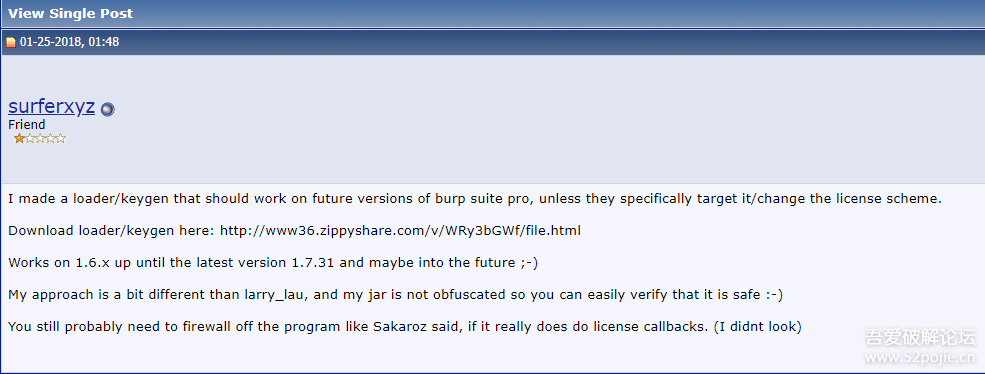 View Single Post
01-25-2018, 01:48
surferxyz
Friend
I made a loader/keygen that should work on future versions of burp suite pro, unless they specifically target it/change the license scheme.
Download loader/keygen here: http://www36.zippyshare.com/v/WRy3bGWf/file.html
Works on 1.6.x up until the latest version 1.7.31 and maybe into the future ;-)
My approach is a bit different than larry_lau, and my jar is not obfuscated so you can easily verify that it is safe :-)
You still probably need to firewall off the program like Sakaroz said, if it really does do license callbacks. (I didnt look)
吾爱破解论坛
www.52pojie.cn